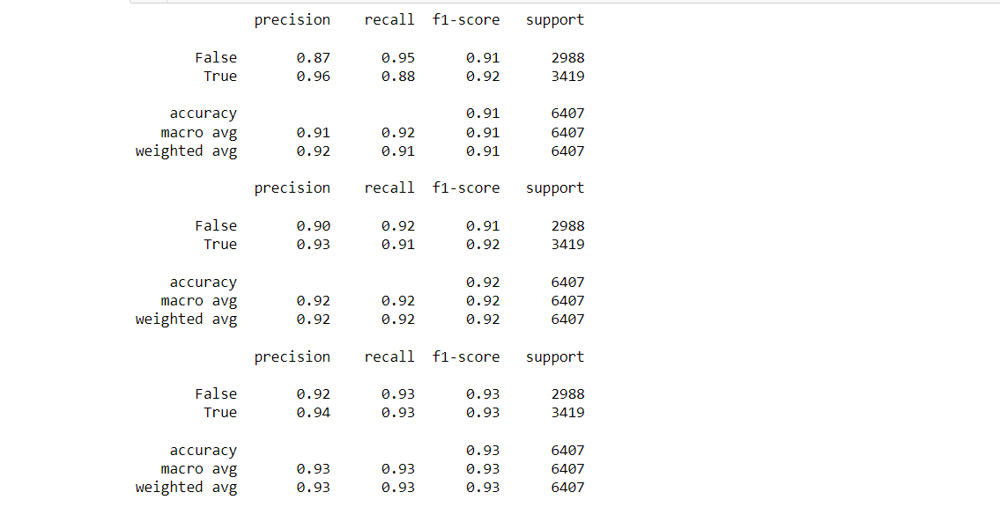 precision recall f1-score support
False 0.87 0.95 0.91 2988
True 0.96 0.88 0.92 3419
accuracy 0.91 6407
macro avg 0.91 0.92 0.91 6407
weighted avg 0.92 0.91 0.91 6407
precision recall f1-score support
False 0.90 0.92 0.91 2988
True 0.93 0.91 0.92 3419
accuracy 0.92 6407
macro avg 0.92 0.92 0.92 6407
weighted avg 0.92 0.92 0.92 6407
precision recall f1-score support
False 0.92 0.93 0.93 2988
True 0.94 0.93 0.93 3419
accuracy 0.93 6407
macro avg 0.93 0.93 0.93 6407
weighted avg 0.93 0.93 0.93 6407